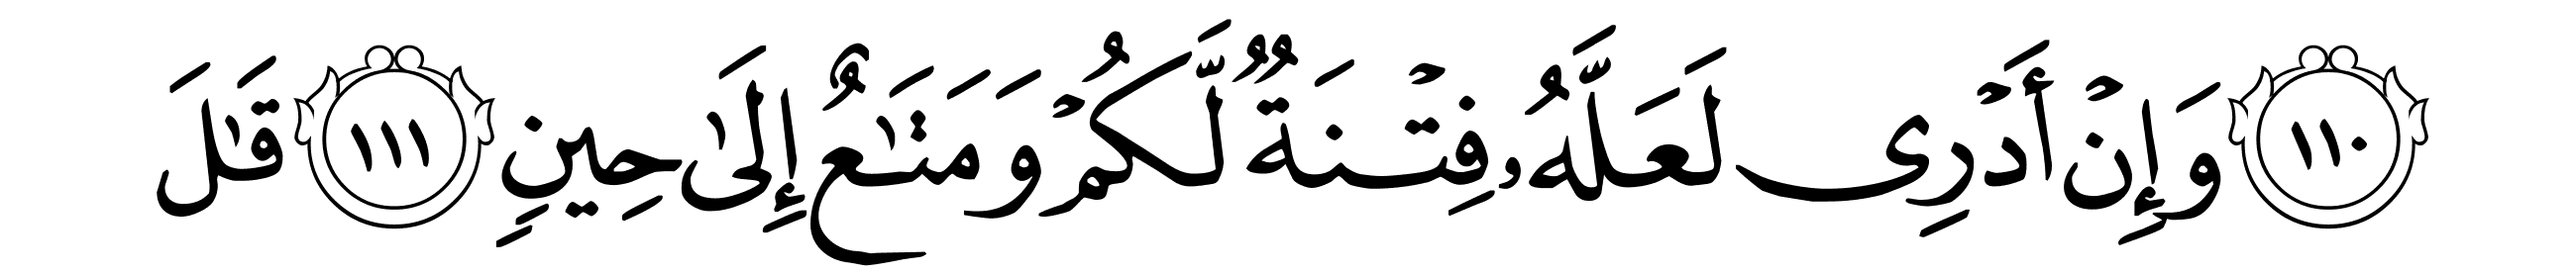 ١١٠ وَإِنْ أَدْرِى لَعَلَّهُۥ فِتْنَةٌ لَّكُمْ وَمَتَـٰعٌ إِلَىٰ حِينٍ ١١١ قَـٰلَ